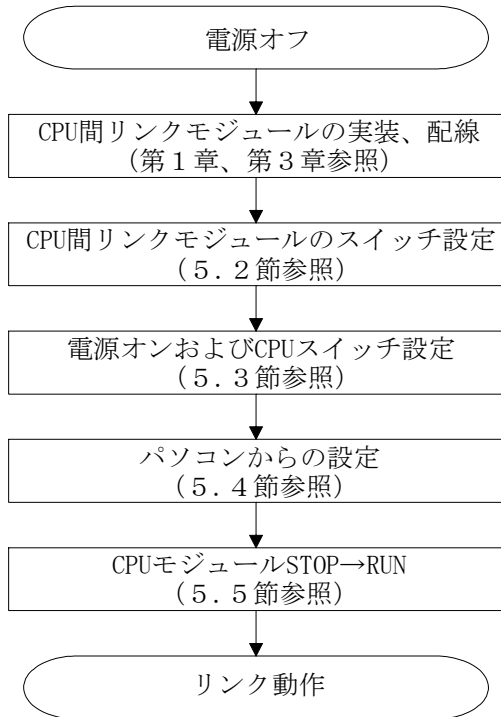 電源オフ
CPU間リンクモジュールの実装、配線
(第1章、第3章参照)
CPU間リンクモジュールのスイッチ設定
(5.2節参照)
電源オンおよびCPUスイッチ設定
(5.3節参照)
パソコンからの設定
(5.4節参照)
CPUモジュールSTOP→RUN
(5.5節参照)
リンク動作